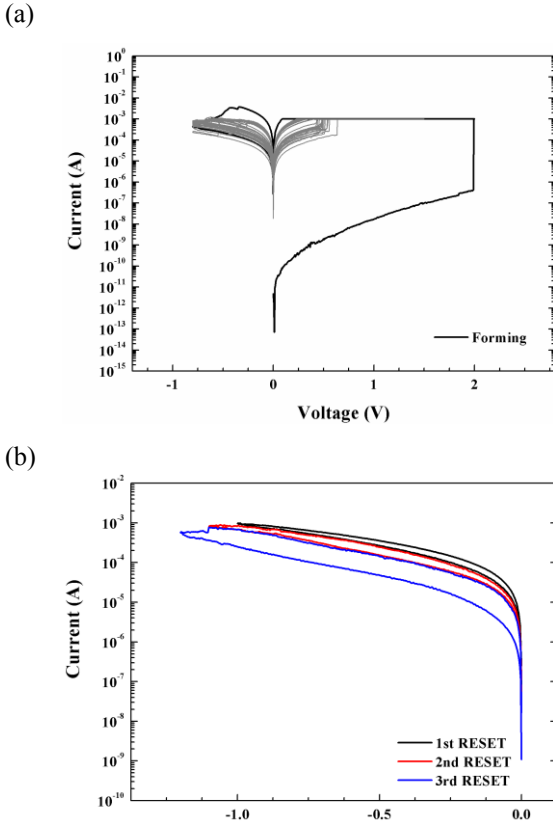 (a)
10⁰
10⁻¹
10⁻²
10⁻³
10⁻⁴
10⁻⁵
10⁻⁶
10⁻⁷
10⁻⁸
10⁻⁹
10⁻¹⁰
10⁻¹¹
10⁻¹²
10⁻¹³
10⁻¹⁴
10⁻¹⁵
Current (A)
Forming
-1 0 1 2
Voltage (V)
(b)
10⁻²
10⁻³
10⁻⁴
10⁻⁵
10⁻⁶
10⁻⁷
10⁻⁸
10⁻⁹
10⁻¹⁰
Current (A)
1st RESET
2nd RESET
3rd RESET
-1.0 -0.5 0.0